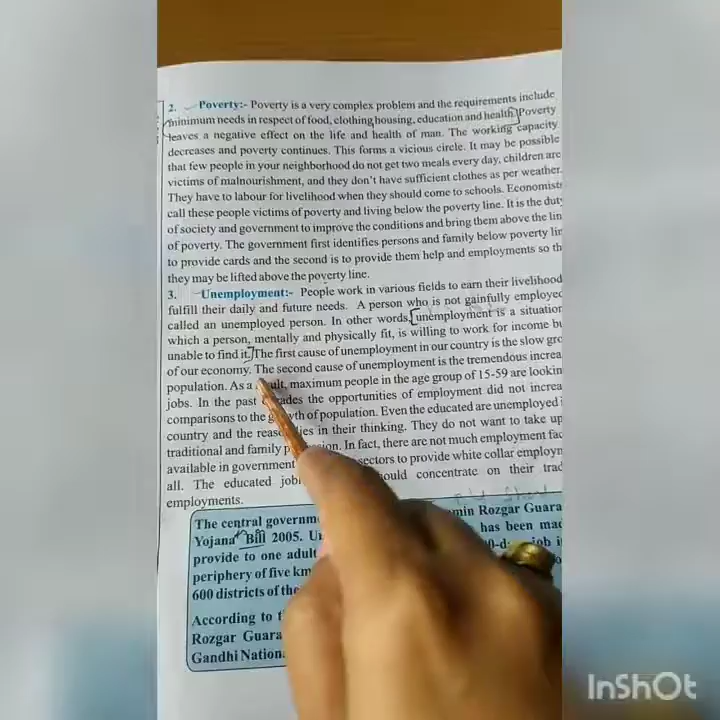 2. Poverty:- Poverty is a very complex problem and the requirements include
minimum needs in respect of food, clothing housing, education and health. Poverty
leaves a negative effect on the life and health of man. The working capacity
decreases and poverty continues. This forms a vicious circle. It may be possible
that few people in your neighborhood do not get two meals every day, children are
victims of malnourishment, and they don't have sufficient clothes as per weather.
They have to labour for livelihood when they should come to schools. Economists
call these people victims of poverty and living below the poverty line. It is the dut
of society and government to improve the conditions and bring them above the lin
of poverty. The government first identifies persons and family below poverty lin
to provide cards and the second is to provide them help and employments so th
they may be lifted above the poverty line.
3. Unemployment:- People work in various fields to earn their livelihood
fulfill their daily and future needs. A person who is not gainfully employed
called an unemployed person. In other words, unemployment is a situation
which a person, mentally and physically fit, is willing to work for income bu
unable to find it. The first cause of unemployment in our country is the slow gro
of our economy. The second cause of unemployment is the tremendous increa
population. As a maximum people in the age group of 15-59 are lookin
jobs. In the past the opportunities of employment did not increa
comparisons to the of population. Even the educated are unemployed i
country and the in their thinking. They do not want to take up
traditional and family In fact, there are not much employment fac
available in government sectors to provide white collar employm
all. The educated should concentrate on their trad
employments.
The central governm min Rozgar Guara
Yojana Bill 2005. has been mad
provide to one adult job i
periphery of five km
600 districts of the
According to
Rozgar Guara
Gandhi Nation
InShOt